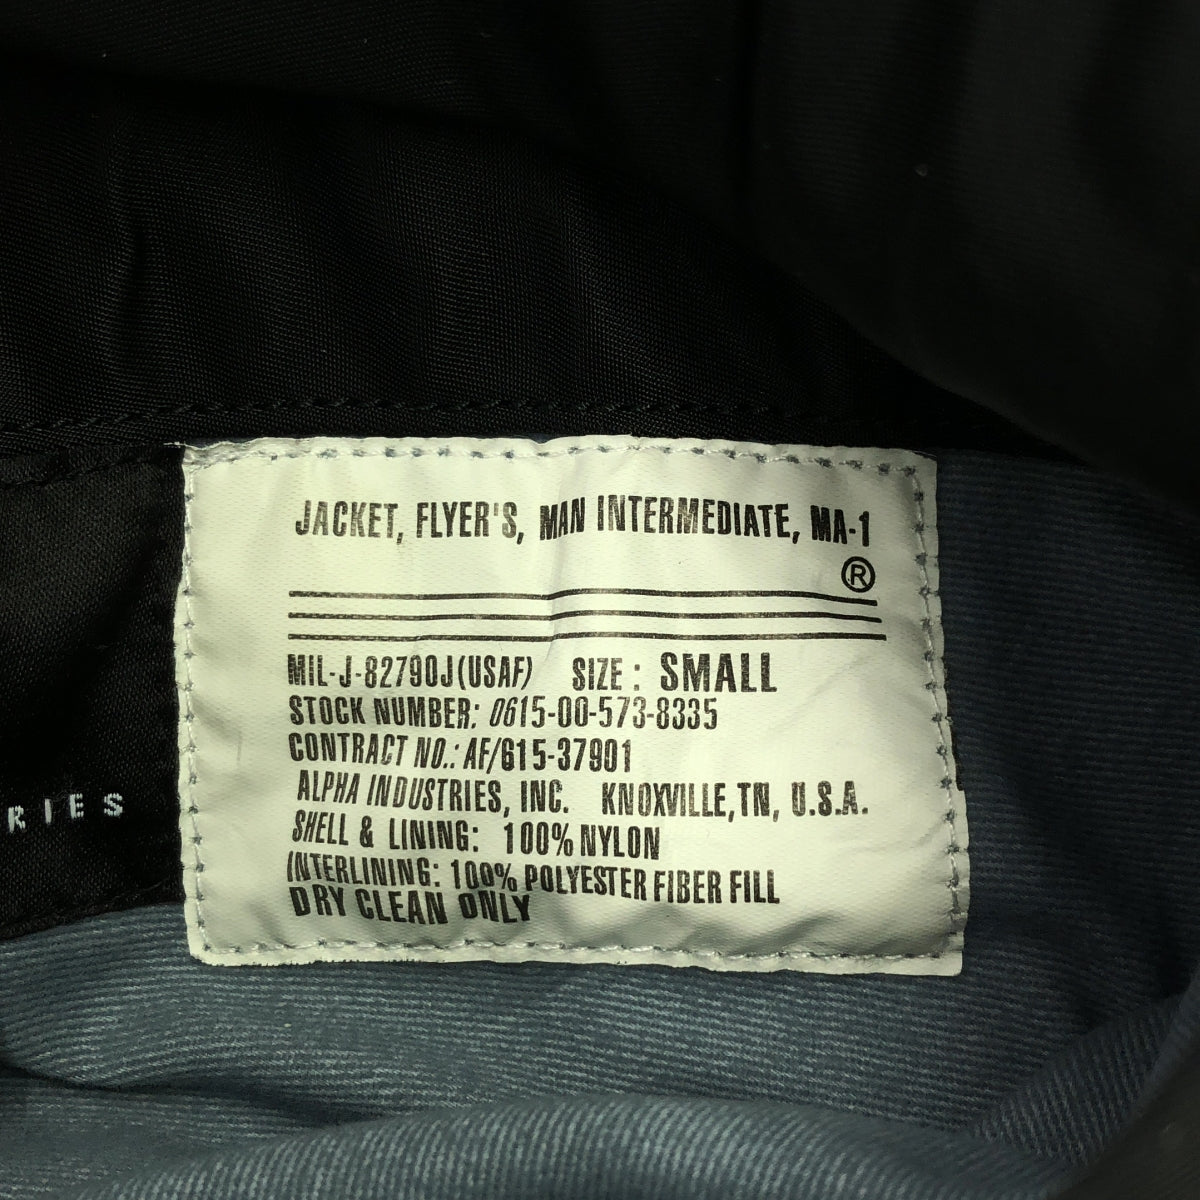 JACKET, FLYER'S, MAN INTERMEDIATE, MA-1
®
MIL-J-82790J(USAF) SIZE: SMALL
STOCK NUMBER: 0615-00-573-8335
CONTRACT NO.: AF/615-37901
ALPHA INDUSTRIES, INC. KNOXVILLE,TN, U.S.A.
RIES
SHELL & LINING: 100% NYLON
INTERLINING: 100% POLYESTER FIBER FILL
DRY CLEAN ONLY